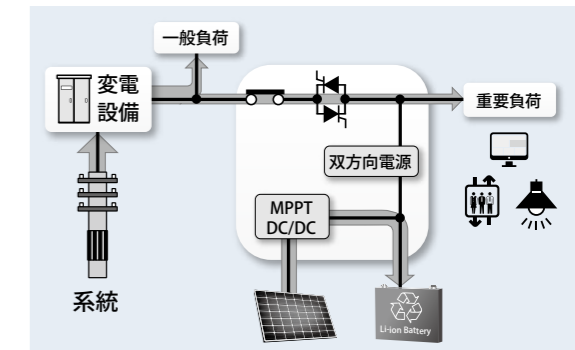 一般負荷
変電
設備
重要負荷
双方向電源
MPPT
DC/DC
系統
Li-ion Battery